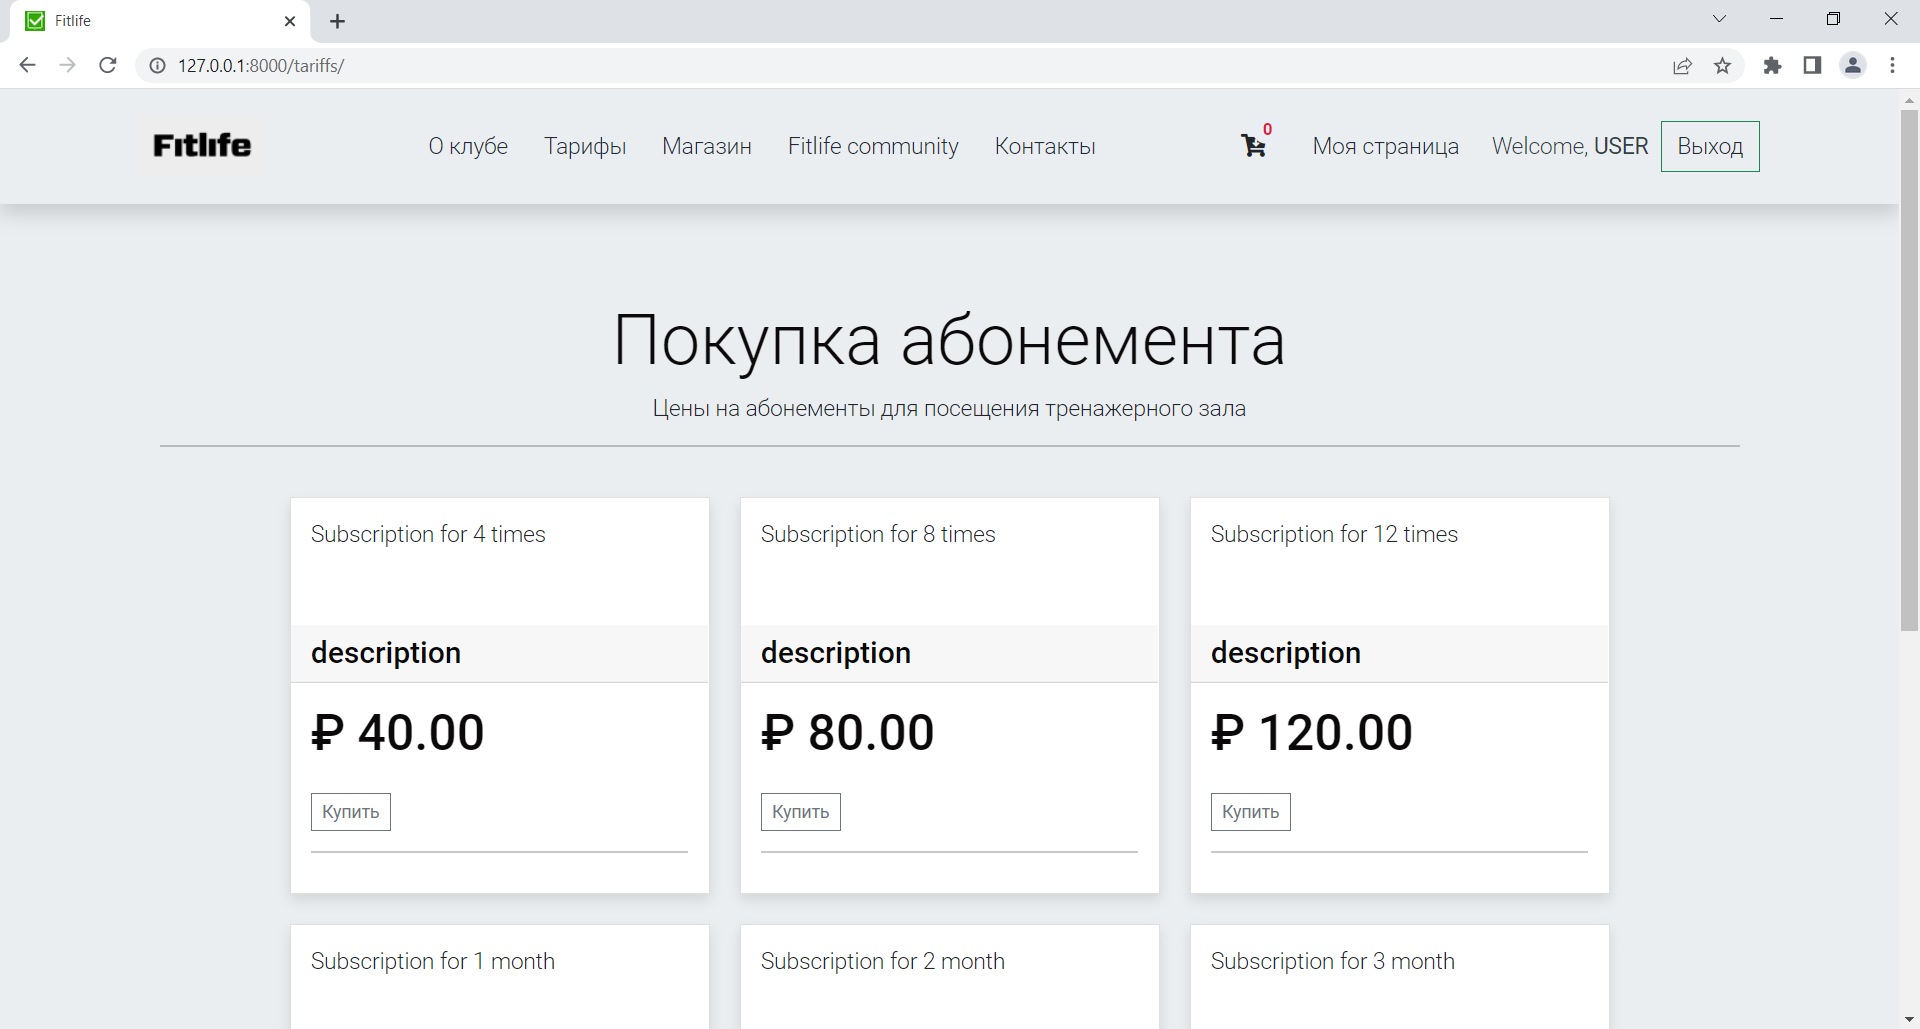 Fitlife
127.0.0.1:8000/tariffs/
Fitlife
О клубе Тарифы Магазин Fitlife community Контакты 0 Моя страница Welcome, USER Выход
Покупка абонемента
Цены на абонементы для посещения тренажерного зала
Subscription for 4 times
description
₽ 40.00
Купить
Subscription for 8 times
description
₽ 80.00
Купить
Subscription for 12 times
description
₽ 120.00
Купить
Subscription for 1 month
Subscription for 2 month
Subscription for 3 month